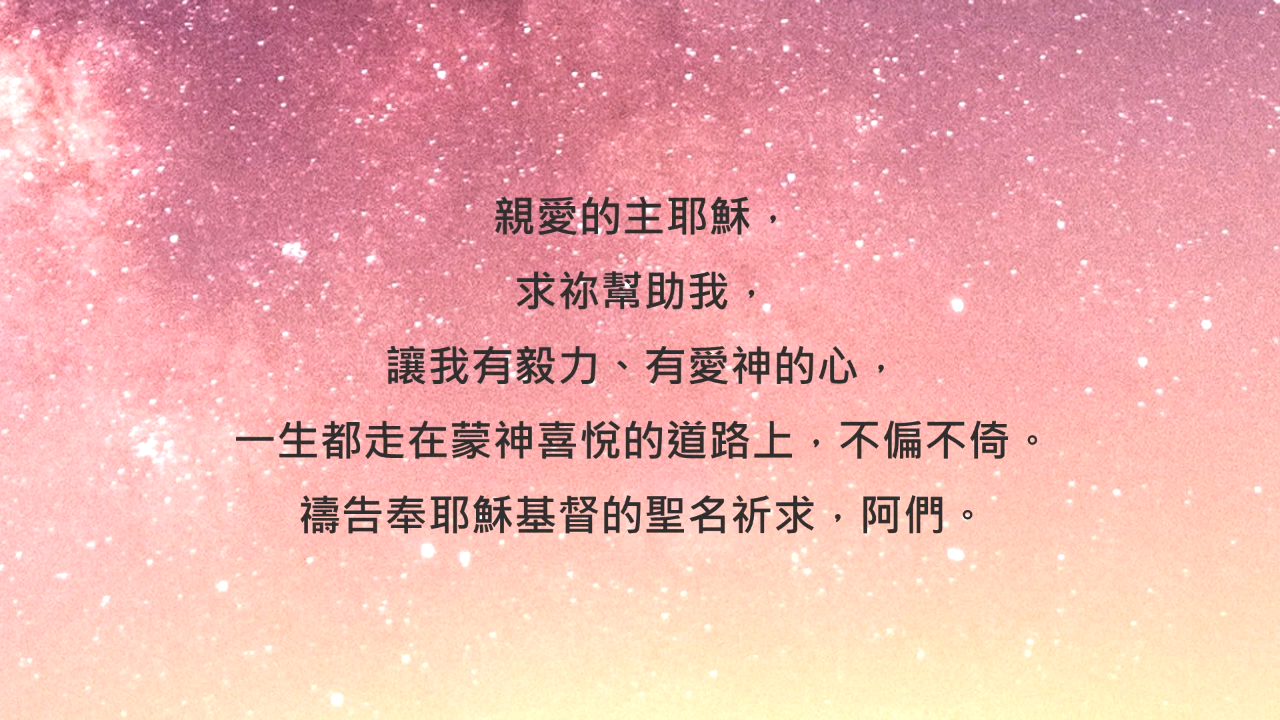 親愛的主耶穌，
求祢幫助我，
讓我有毅力、有愛神的心，
一生都走在蒙神喜悅的道路上，不偏不倚。
禱告奉耶穌基督的聖名祈求，阿們。